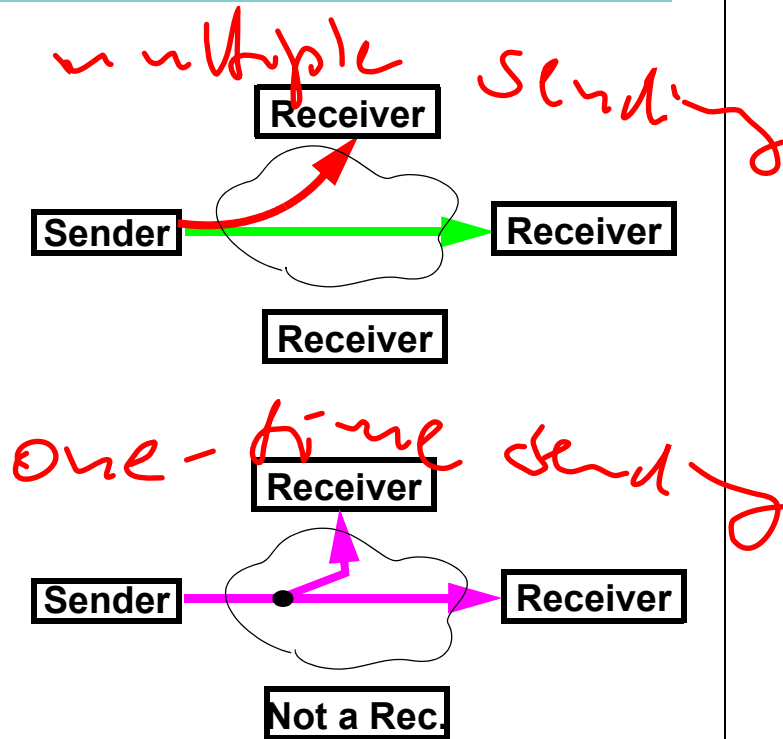 multiple sending
Receiver
Sender
Receiver
Receiver
one-time sending
Receiver
Sender
Receiver
Not a Rec.